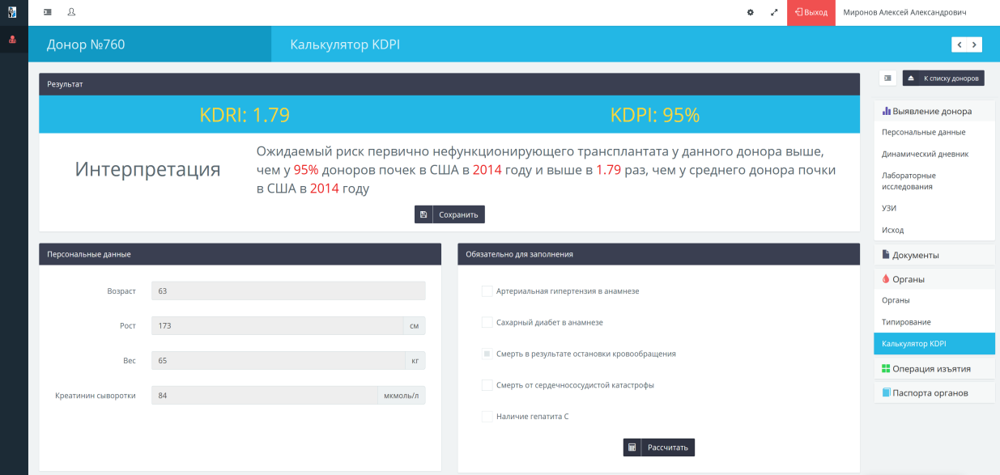 Выход
Миронов Алексей Александрович
Донор №760
Калькулятор KDPI
Результат
KDRI: 1.79
KDPI: 95%
Интерпретация
Ожидаемый риск первично нефункционирующего трансплантата у данного донора выше,
чем у 95% доноров почек в США в 2014 году и выше в 1.79 раз, чем у среднего донора почки
в США в 2014 году
Сохранить
Персональные данные
Возраст 63
Рост 173 см
Вес 65 кг
Креатинин сыворотки 84 мкмоль/л
Обязательно для заполнения
Артериальная гипертензия в анамнезе
Сахарный диабет в анамнезе
Смерть в результате остановки кровообращения
Смерть от сердечнососудистой катастрофы
Наличие гепатита C
Рассчитать
К списку доноров
Выявление донора
Персональные данные
Динамический дневник
Лабораторные
исследования
УЗИ
Исход
Документы
Органы
Органы
Типирование
Калькулятор KDPI
Операция изъятия
Паспорта органов